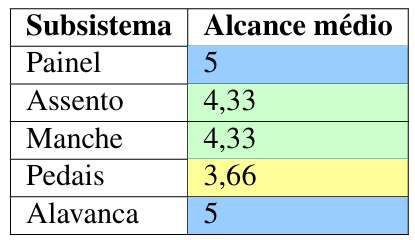 Subsistema Alcance médio
Painel 5
Assento 4,33
Manche 4,33
Pedais 3,66
Alavanca 5